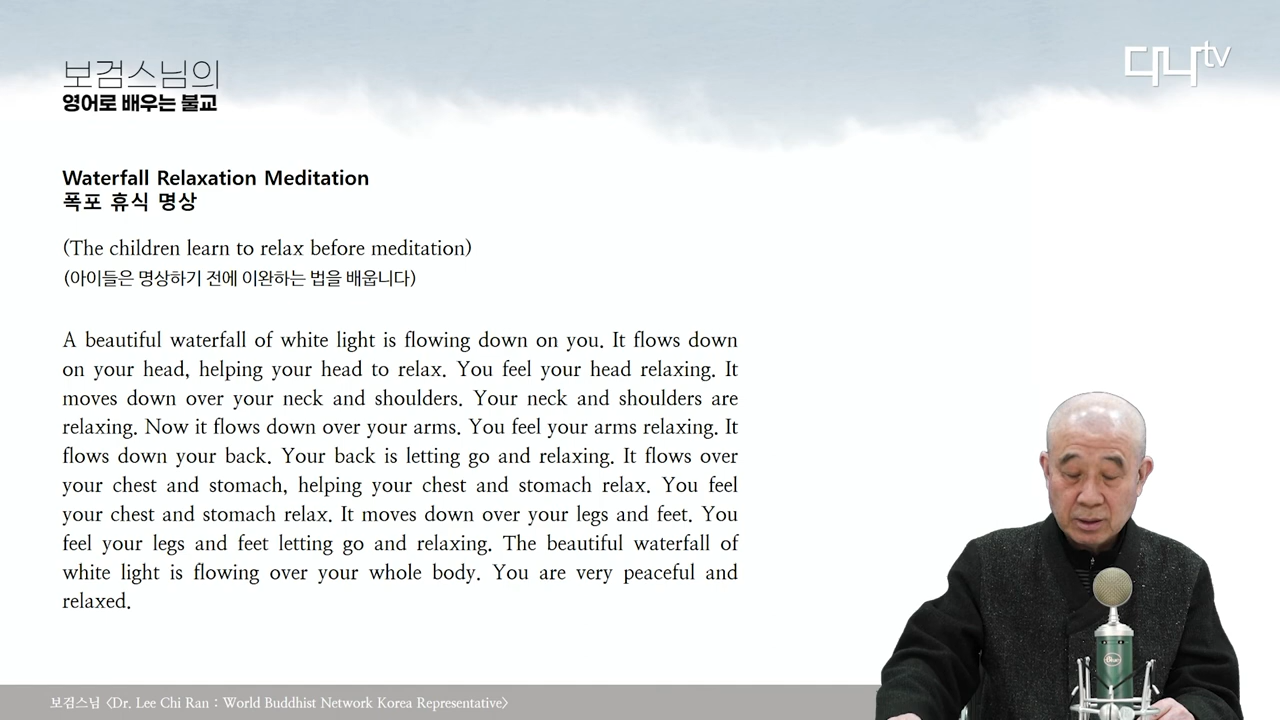 보검스님의
영어로 배우는 불교
디나tv
Waterfall Relaxation Meditation
폭포 휴식 명상
(The children learn to relax before meditation)
(아이들은 명상하기 전에 이완하는 법을 배웁니다)
A beautiful waterfall of white light is flowing down on you. It flows down
on your head, helping your head to relax. You feel your head relaxing. It
moves down over your neck and shoulders. Your neck and shoulders are
relaxing. Now it flows down over your arms. You feel your arms relaxing. It
flows down your back. Your back is letting go and relaxing. It flows over
your chest and stomach, helping your chest and stomach relax. You feel
your chest and stomach relax. It moves down over your legs and feet. You
feel your legs and feet letting go and relaxing. The beautiful waterfall of
white light is flowing over your whole body. You are very peaceful and
relaxed.
Blue
보검스님 <Dr. Lee Chi Ran : World Buddhist Network Korea Representative>